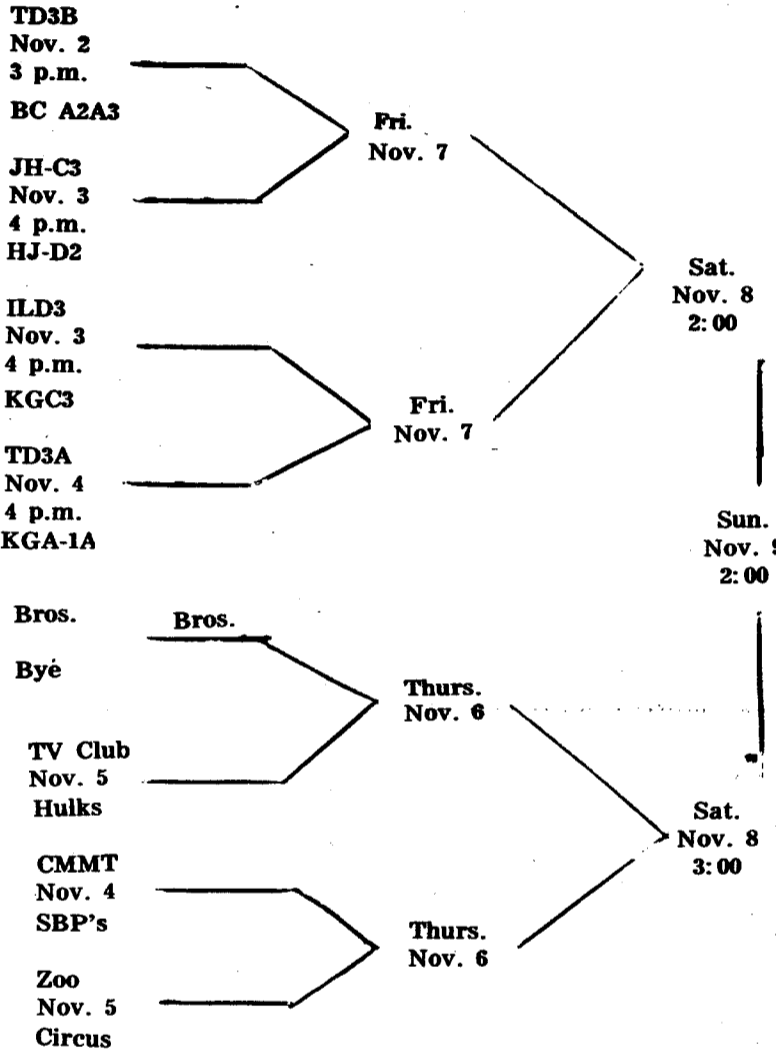 TD3B
Nov. 2
3 p.m.
BC A2A3
JH-C3
Nov. 3
4 p.m.
HJ-D2
ILD3
Nov. 3
4 p.m.
KGC3
TD3A
Nov. 4
4 p.m.
KGA-1A
Bros.
Bye
TV Club
Nov. 5
Hulks
CMMT
Nov. 4
SBP's
Zoo
Nov. 5
Circus
Bros.
Fri.
Nov. 7
Fri.
Nov. 7
Thurs.
Nov. 6
Thurs.
Nov. 6
Sat.
Nov. 8
2:00
Sat.
Nov. 8
3:00
Sun.
Nov. 9
2:00